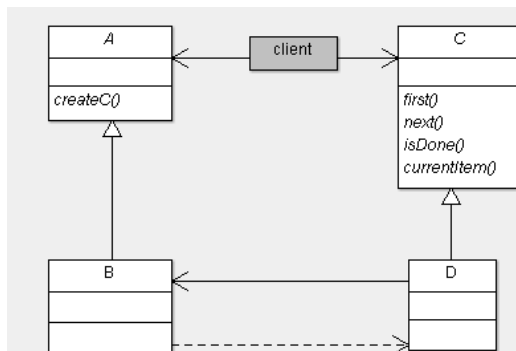 A
client
C
createC()
first()
next()
isDone()
currentItem()
B
D